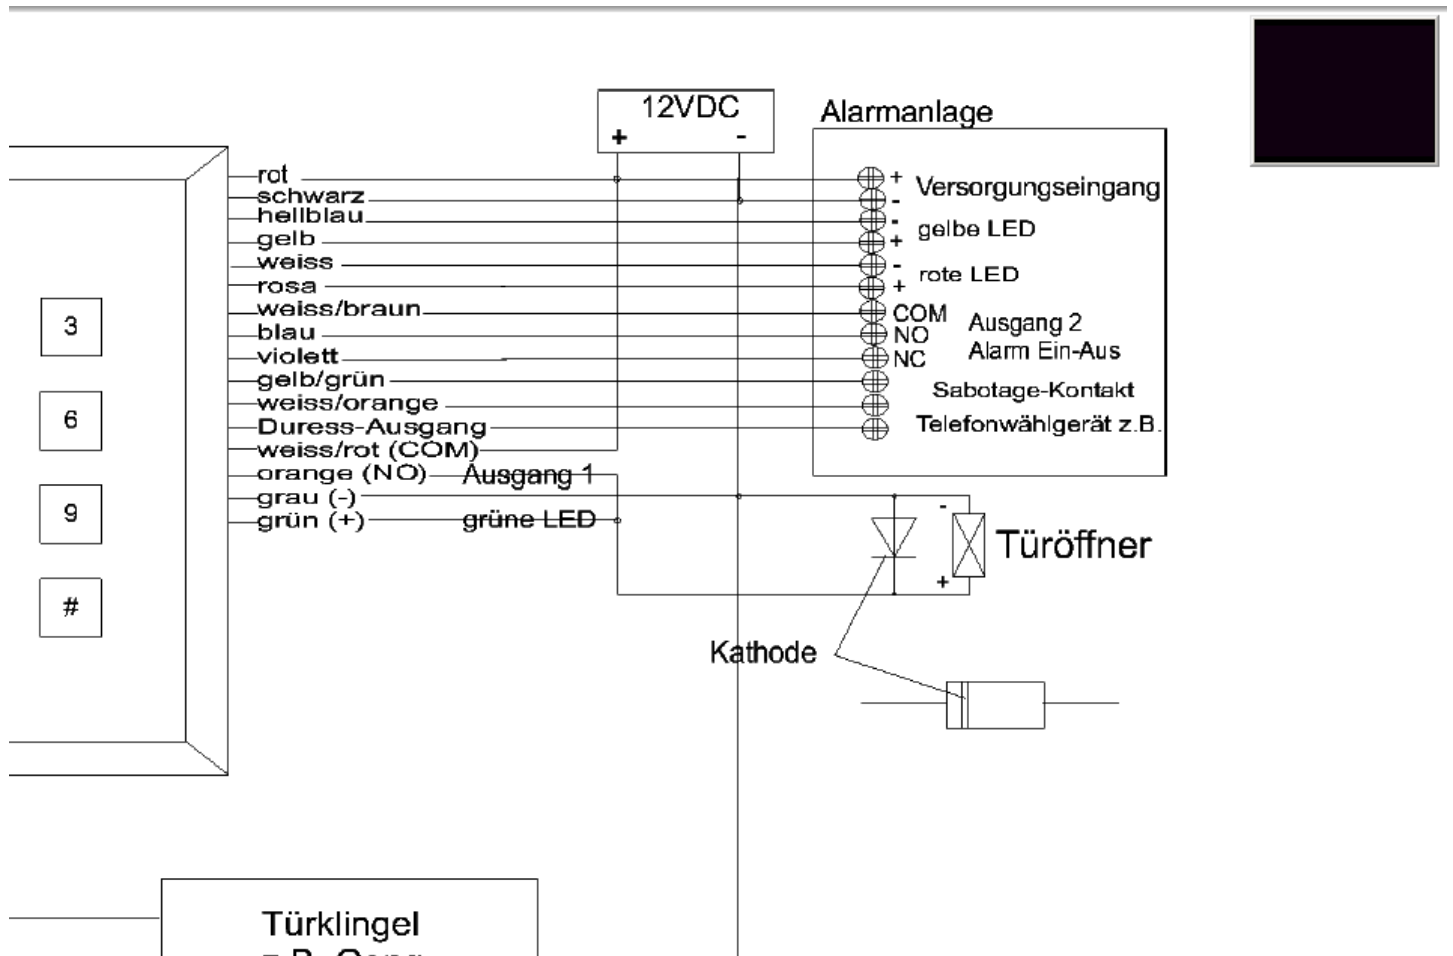 12VDC
+ -
Alarmanlage
rot
schwarz
hellblau
gelb
weiss
rosa
weiss/braun
blau
violett
gelb/grün
weiss/orange
Duress-Ausgang
weiss/rot (COM)
orange (NO) Ausgang 1
grau (-)
grün (+) grüne LED
+ Versorgungseingang
-
- gelbe LED
+
- rote LED
+
COM Ausgang 2
NO
NC Alarm Ein-Aus
Sabotage-Kontakt
Telefonwählgerät z.B.
3
6
9
#
-
Türöffner
+
Kathode
Türklingel